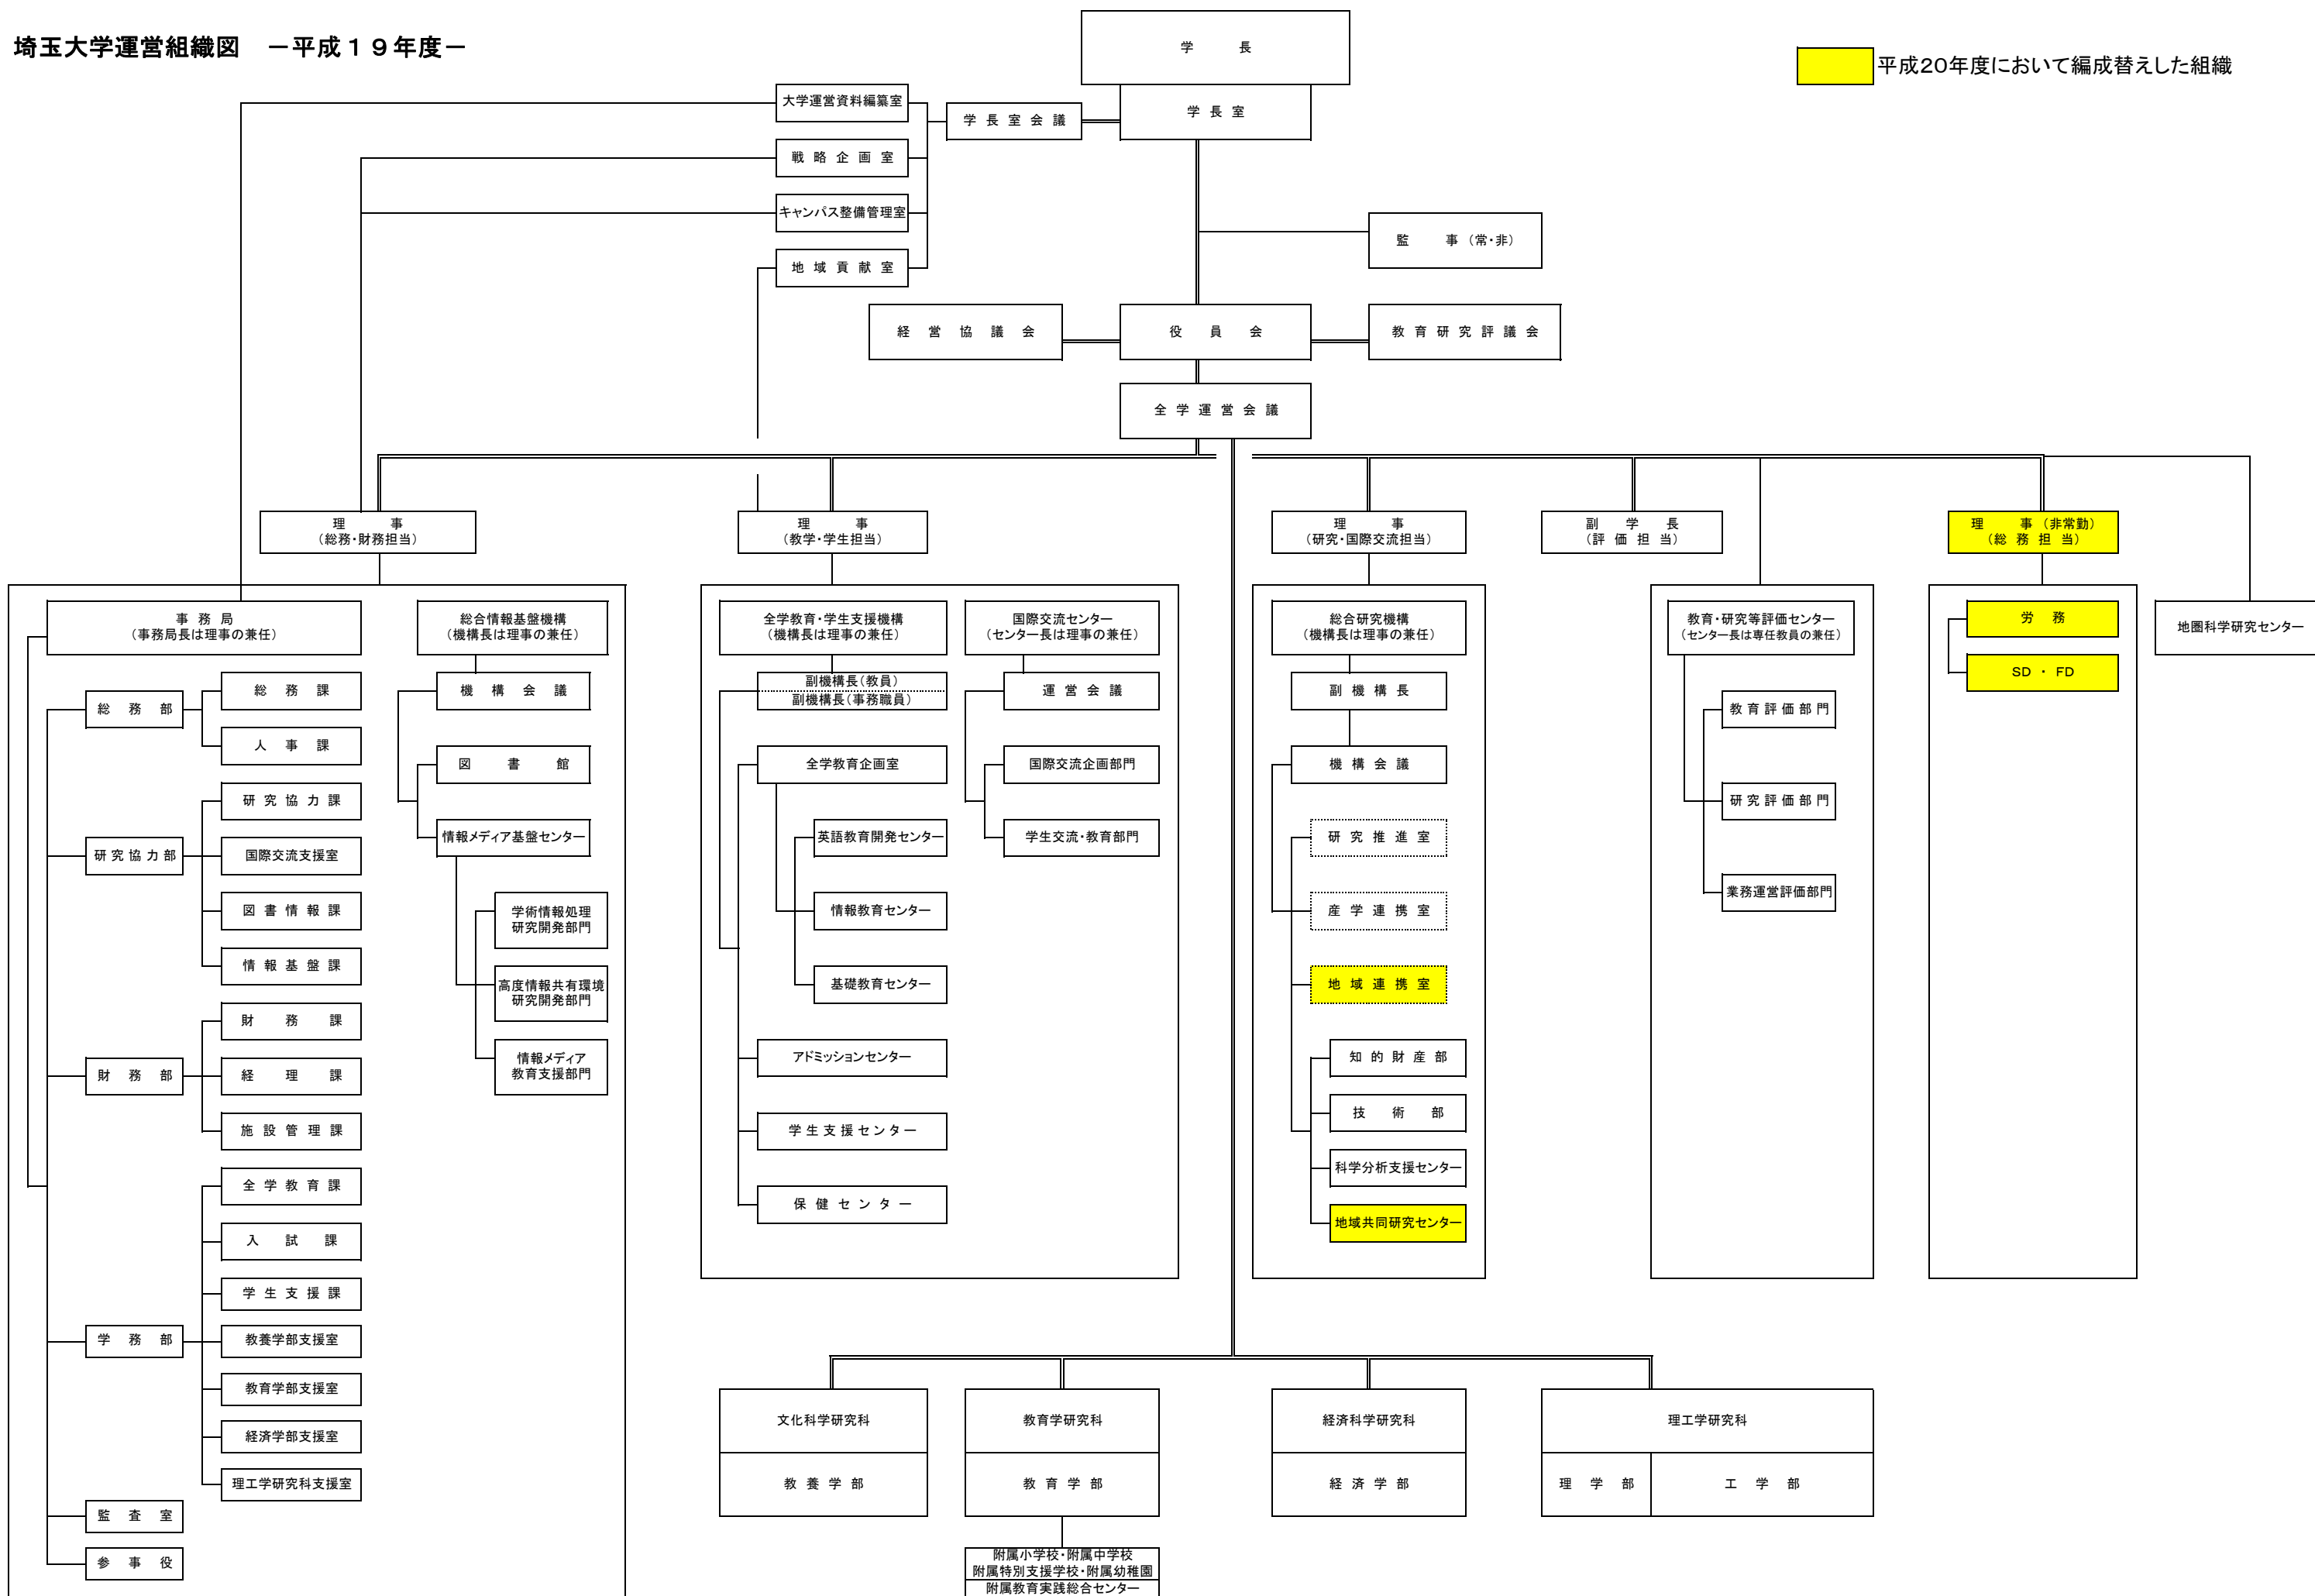 埼玉大学運営組織図　－平成１９年度－
平成20年度において編成替えした組織
学　　長
学長室
学長室会議
大学運営資料編纂室
戦略企画室
キャンパス整備管理室
地域貢献室
監　　事（常・非）
経営協議会
役員会
教育研究評議会
全学運営会議
理　　事
（総務・財務担当）
理　　事
（教学・学生担当）
理　　事
（研究・国際交流担当）
副学長
（評価担当）
理　　事（非常勤）
（総務担当）
事務局
（事務局長は理事の兼任）
総務部
総務課
人事課
研究協力部
研究協力課
国際交流支援室
図書情報課
情報基盤課
財務部
財務課
経理課
施設管理課
学務部
全学教育課
入試課
学生支援課
教養学部支援室
教育学部支援室
経済学部支援室
理工学研究科支援室
監査室
参事役
総合情報基盤機構
（機構長は理事の兼任）
機構会議
図書館
情報メディア基盤センター
学術情報処理
研究開発部門
高度情報共有環境
研究開発部門
情報メディア
教育支援部門
全学教育・学生支援機構
（機構長は理事の兼任）
副機構長（教員）
副機構長（事務職員）
全学教育企画室
英語教育開発センター
情報教育センター
基礎教育センター
アドミッションセンター
学生支援センター
保健センター
国際交流センター
（センター長は理事の兼任）
運営会議
国際交流企画部門
学生交流・教育部門
総合研究機構
（機構長は理事の兼任）
副機構長
機構会議
研究推進室
産学連携室
地域連携室
知的財産部
技術部
科学分析支援センター
地域共同研究センター
教育・研究等評価センター
（センター長は専任教員の兼任）
教育評価部門
研究評価部門
業務運営評価部門
労務
SD ・ FD
地圏科学研究センター
文化科学研究科
教養学部
教育学研究科
教育学部
経済科学研究科
経済学部
理工学研究科
理学部
工学部
附属小学校・附属中学校
附属特別支援学校・附属幼稚園
附属教育実践総合センター